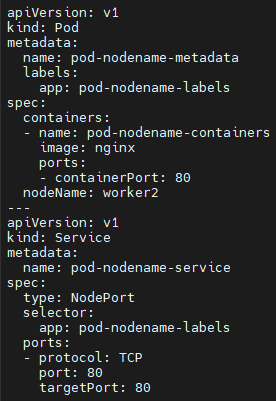 apiVersion: v1
kind: Pod
metadata:
  name: pod-nodename-metadata
  labels:
    app: pod-nodename-labels
spec:
  containers:
  - name: pod-nodename-containers
    image: nginx
    ports:
    - containerPort: 80
  nodeName: worker2
---
apiVersion: v1
kind: Service
metadata:
  name: pod-nodename-service
spec:
  type: NodePort
  selector:
    app: pod-nodename-labels
  ports:
  - protocol: TCP
    port: 80
    targetPort: 80